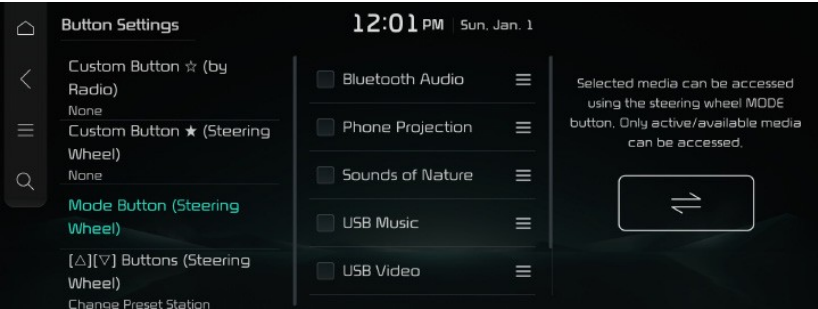 Button Settings
12:01 PM Sun, Jan. 1
Custom Button ☆ (by
Radio)
None
Custom Button ★ (Steering
Wheel)
None
Mode Button (Steering
Wheel)
[△][▽] Buttons (Steering
Wheel)
Change Preset Station
Bluetooth Audio
Phone Projection
Sounds of Nature
USB Music
USB Video
Selected media can be accessed
using the steering wheel MODE
button. Only active/available media
can be accessed.